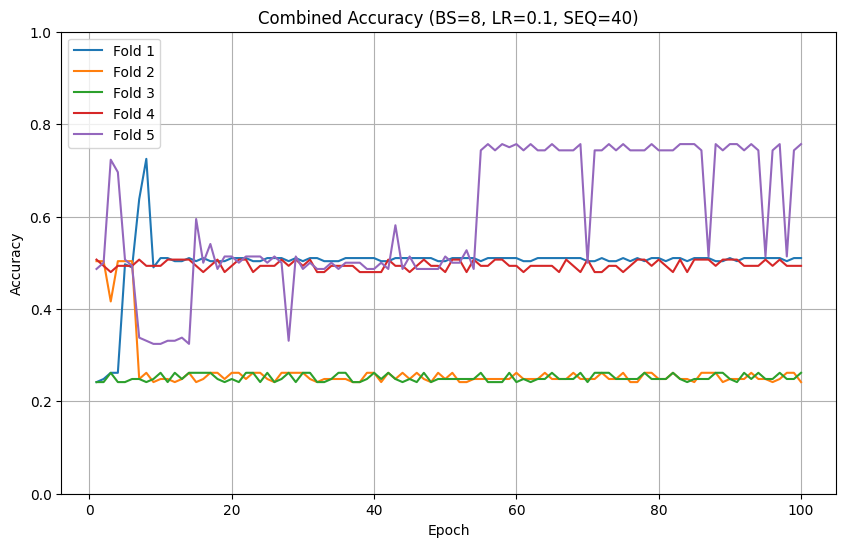 Combined Accuracy (BS=8, LR=0.1, SEQ=40)
Fold 1
Fold 2
Fold 3
Fold 4
Fold 5
1.0
0.8
0.6
0.4
0.2
0.0
Accuracy
0 20 40 60 80 100
Epoch